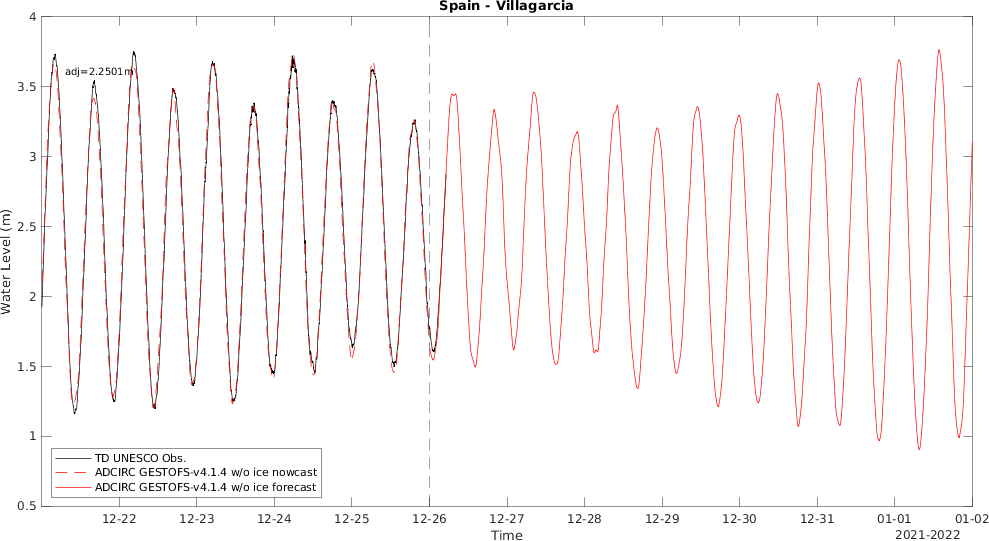 Spain - Villagarcia
adj=2.2501m
Water Level (m)
4
3.5
3
2.5
2
1.5
1
0.5
TD UNESCO Obs.
ADCIRC GESTOFS-v4.1.4 w/o ice nowcast
ADCIRC GESTOFS-v4.1.4 w/o ice forecast
12-22 12-23 12-24 12-25 12-26 12-27 12-28 12-29 12-30 12-31 01-01 01-02
Time
2021-2022